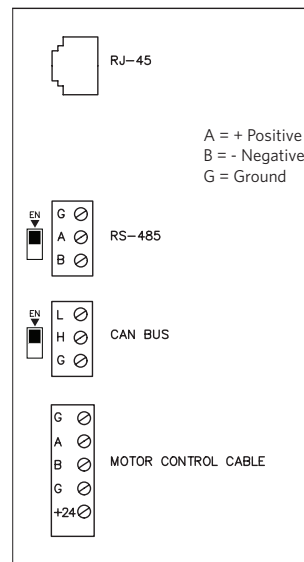 RJ-45
A = + Positive
B = - Negative
G = Ground
EN
G
A
B
RS-485
EN
L
H
G
CAN BUS
G
A
B
G
+24
MOTOR CONTROL CABLE